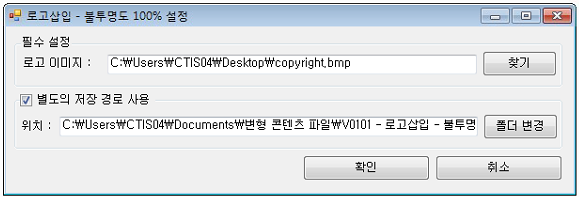 로고삽입 - 불투명도 100% 설정
필수 설정
로고 이미지 : C:₩Users₩CTIS04₩Desktop₩copyright.bmp 찾기
별도의 저장 경로 사용
위치 : C:₩Users₩CTIS04₩Documents₩변형 콘텐츠 파일₩V0101 - 로고삽입 - 불투명 폴더 변경
확인 취소